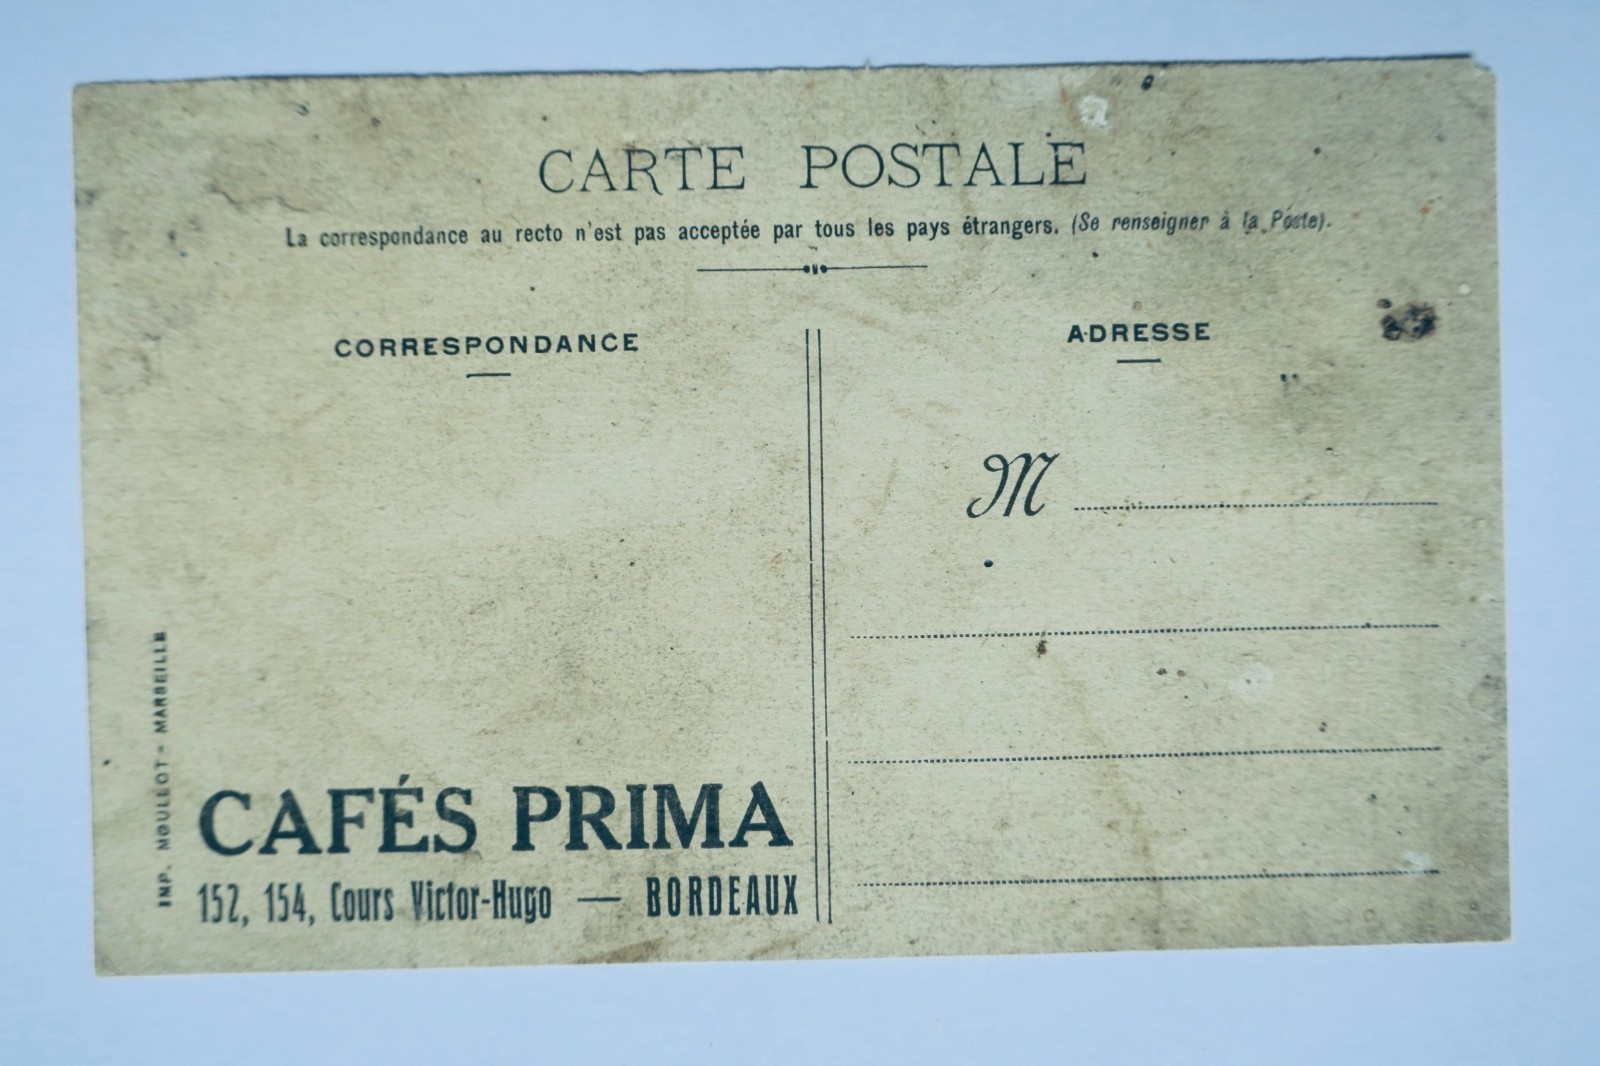 CARTE POSTALE
La correspondance au recto n'est pas acceptée par tous les pays étrangers. (Se renseigner à la Poste).
CORRESPONDANCE
ADRESSE
M
IMP. MOULLOT - MARSEILLE
CAFÉS PRIMA
152, 154, Cours Victor-Hugo — BORDEAUX